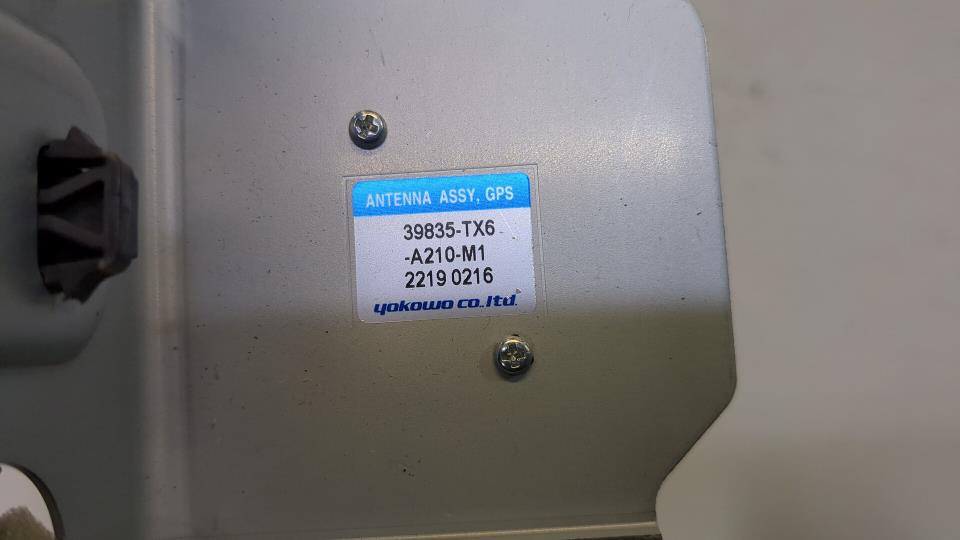 ANTENNA ASSY, GPS
39835-TX6
-A210-M1
2219 0216
yokowo co.,ltd.